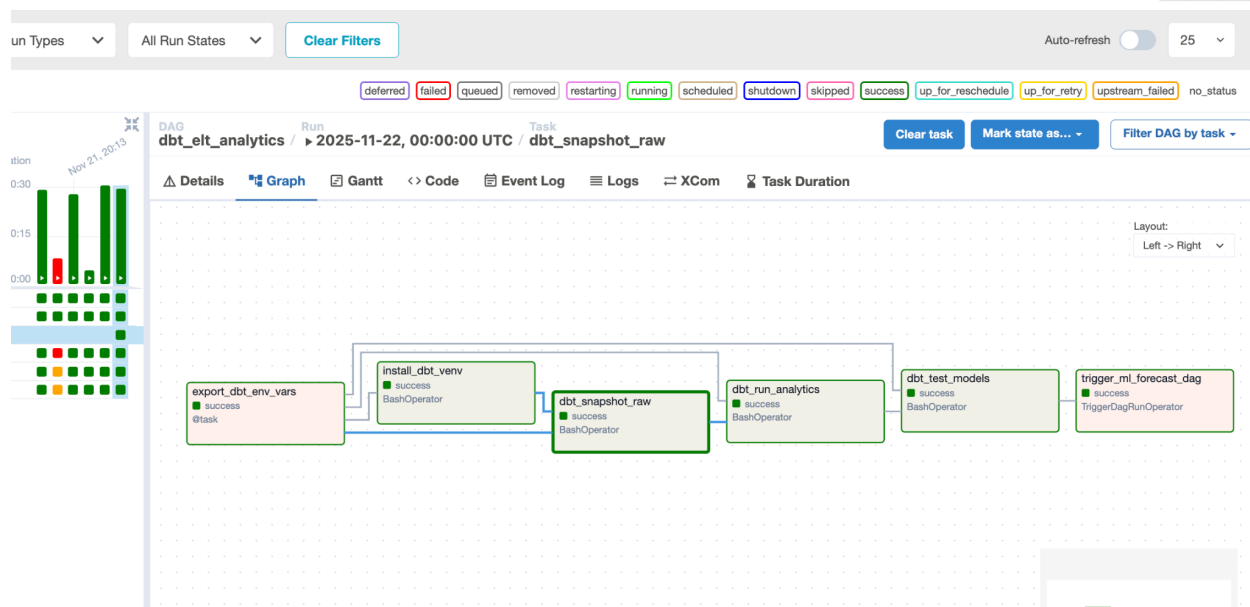 un Types
All Run States
Clear Filters
Auto-refresh
25
deferred failed queued removed restarting running scheduled shutdown skipped success up_for_reschedule up_for_retry upstream_failed no_status
ation
Nov 21, 20:13
0:30
0:15
0:00
DAG Run Task
dbt_elt_analytics / 2025-11-22, 00:00:00 UTC / dbt_snapshot_raw
Clear task
Mark state as...
Filter DAG by task
Details
Graph
Gantt
Code
Event Log
Logs
XCom
Task Duration
Layout:
Left -> Right
export_dbt_env_vars
success
@task
install_dbt_venv
success
BashOperator
dbt_snapshot_raw
success
BashOperator
dbt_run_analytics
success
BashOperator
dbt_test_models
success
BashOperator
trigger_ml_forecast_dag
success
TriggerDagRunOperator